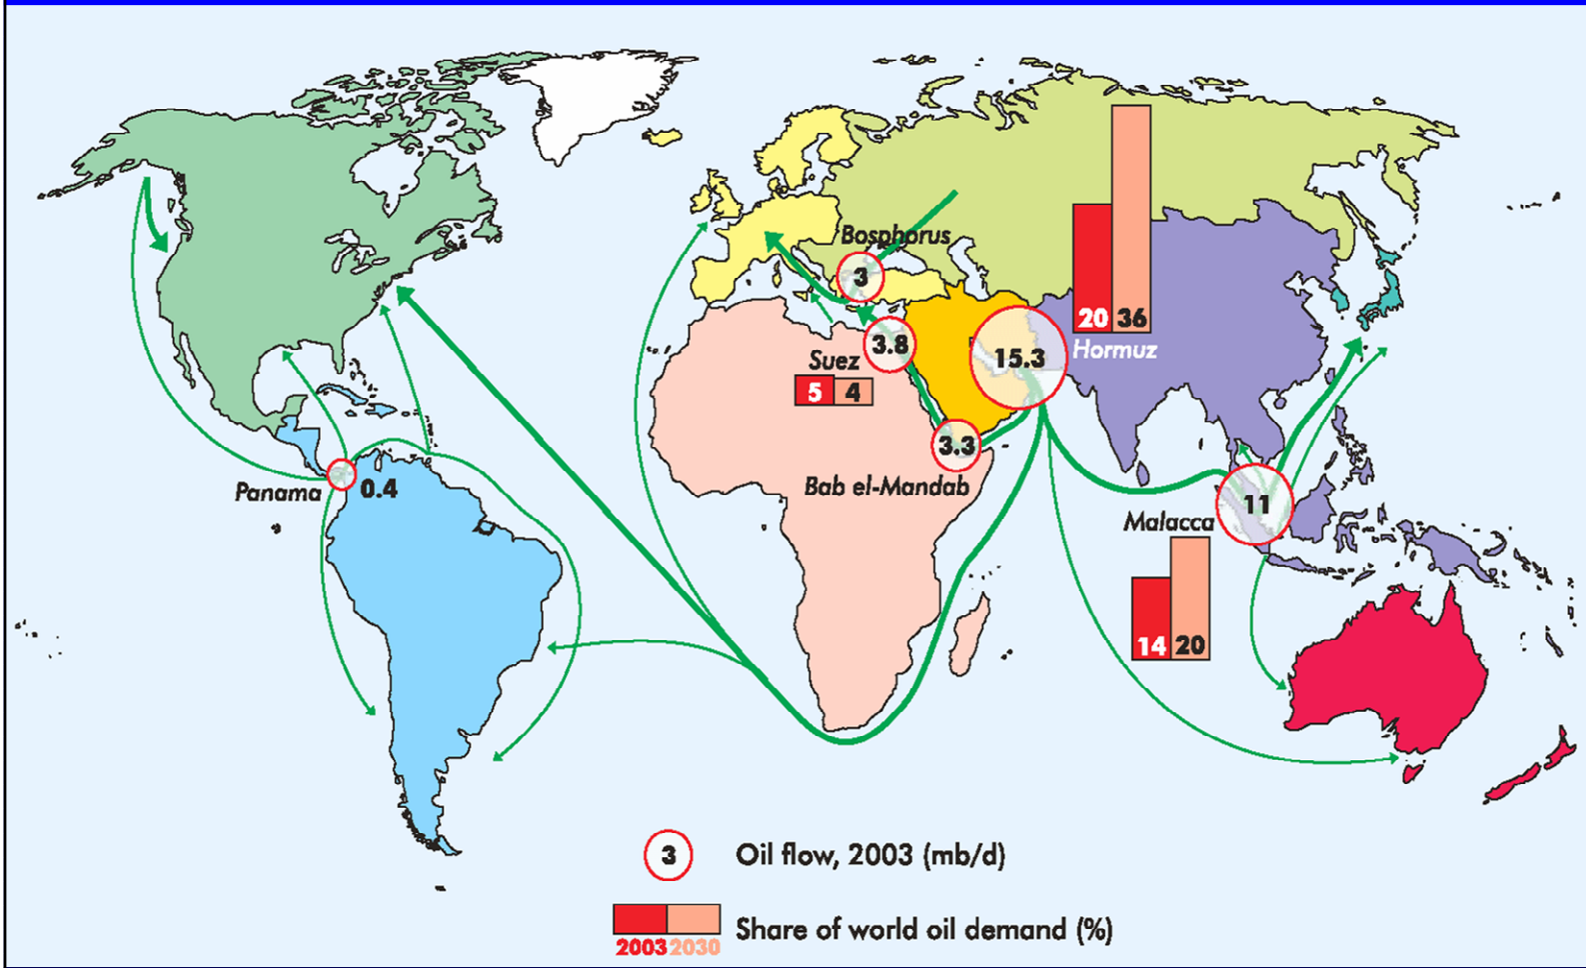 Bosphorus
3
20 36
Hormuz
3.8
15.3
Suez
5 4
3.3
Bab el-Mandab
Panama 0.4
11
Malacca
14 20
3 Oil flow, 2003 (mb/d)
Share of world oil demand (%)
2003 2030